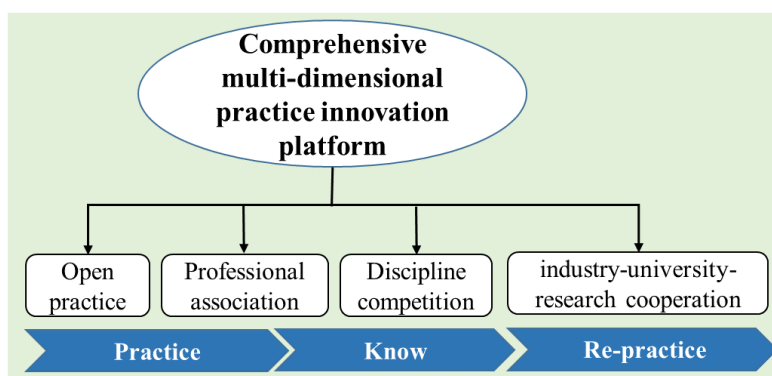 Comprehensive
multi-dimensional
practice innovation
platform
Open
practice
Professional
association
Discipline
competition
industry-university-
research cooperation
Practice
Know
Re-practice